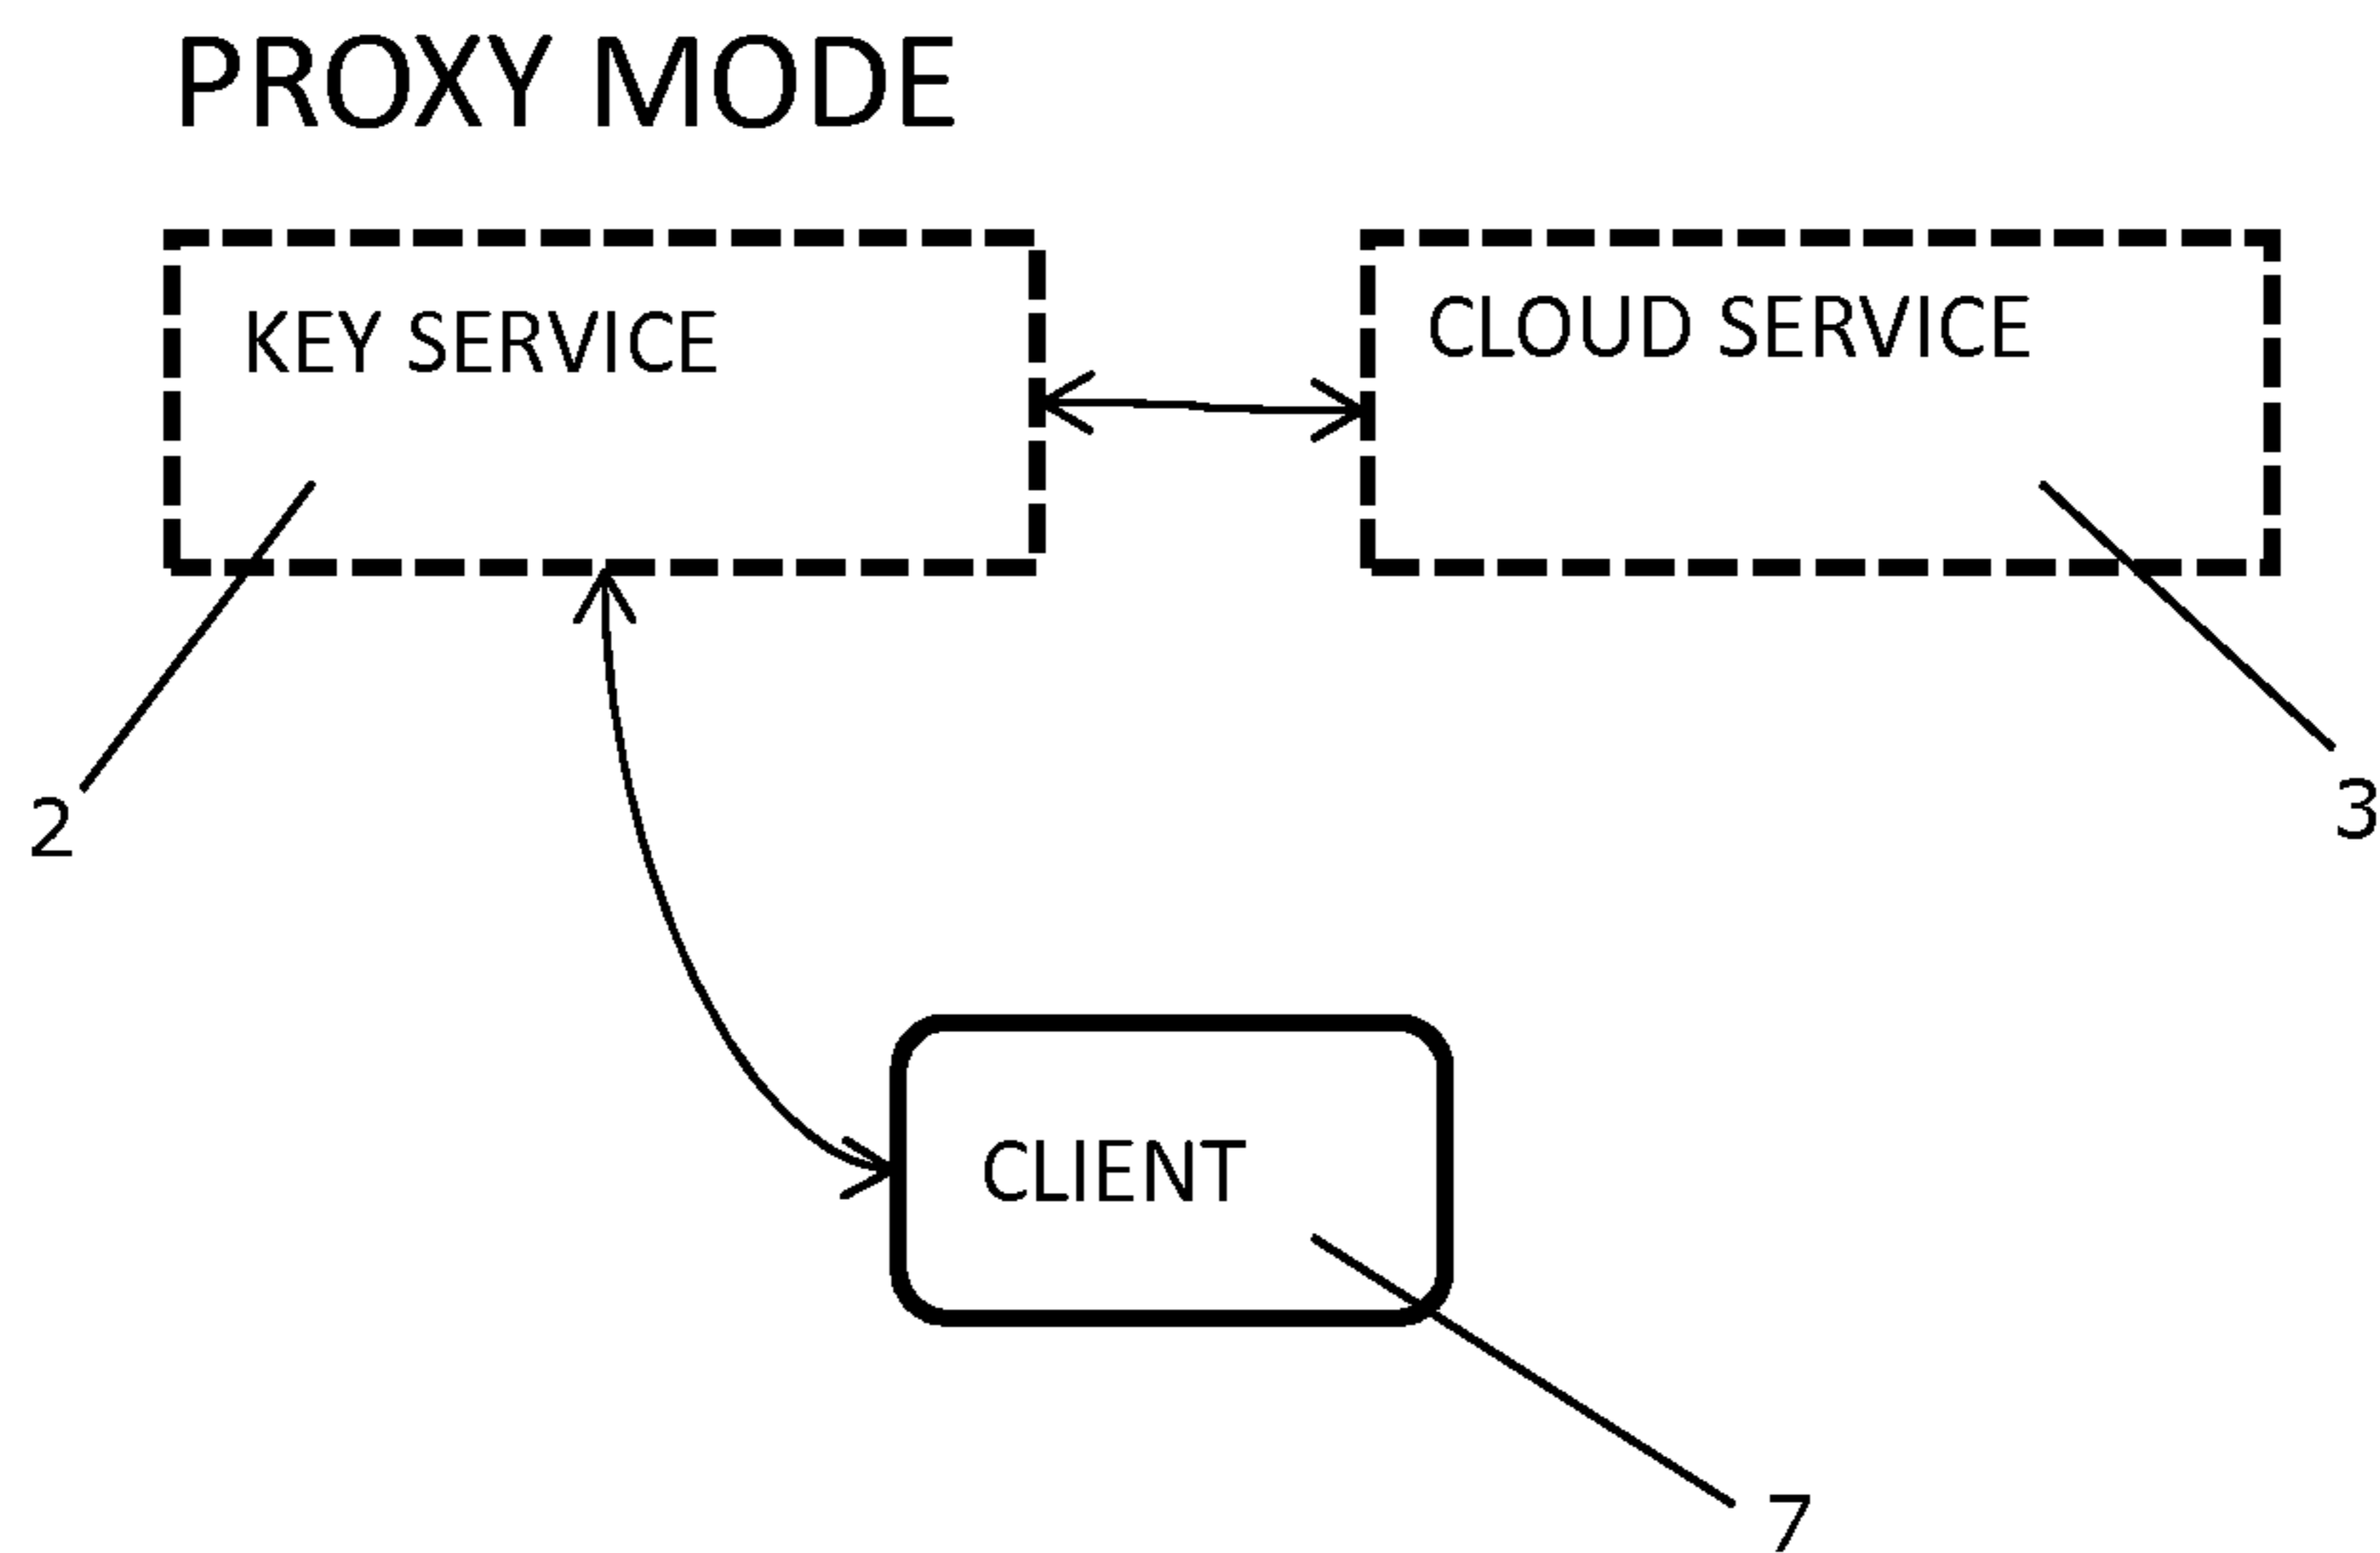 PROXY MODE
KEY SERVICE
CLOUD SERVICE
2
3
CLIENT
7